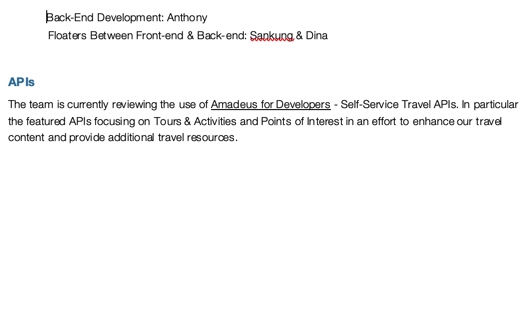 Back-End Development: Anthony
Floaters Between Front-end & Back-end: Sankung & Dina
APIs
The team is currently reviewing the use of Amadeus for Developers - Self-Service Travel APIs. In particular
the featured APIs focusing on Tours & Activities and Points of Interest in an effort to enhance our travel
content and provide additional travel resources.